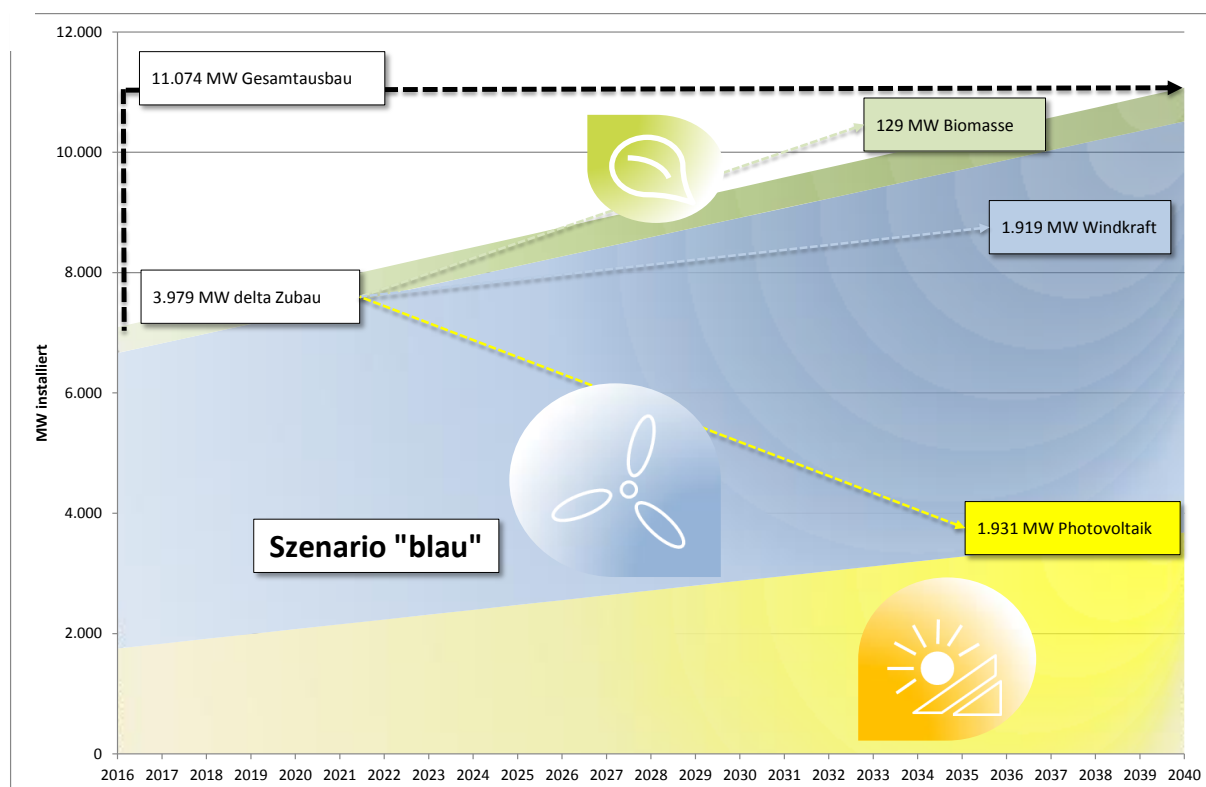 12.000
11.074 MW Gesamtausbau
129 MW Biomasse
10.000
1.919 MW Windkraft
8.000
3.979 MW delta Zubau
MW installiert
6.000
4.000
1.931 MW Photovoltaik
Szenario "blau"
2.000
0
2016 2017 2018 2019 2020 2021 2022 2023 2024 2025 2026 2027 2028 2029 2030 2031 2032 2033 2034 2035 2036 2037 2038 2039 2040